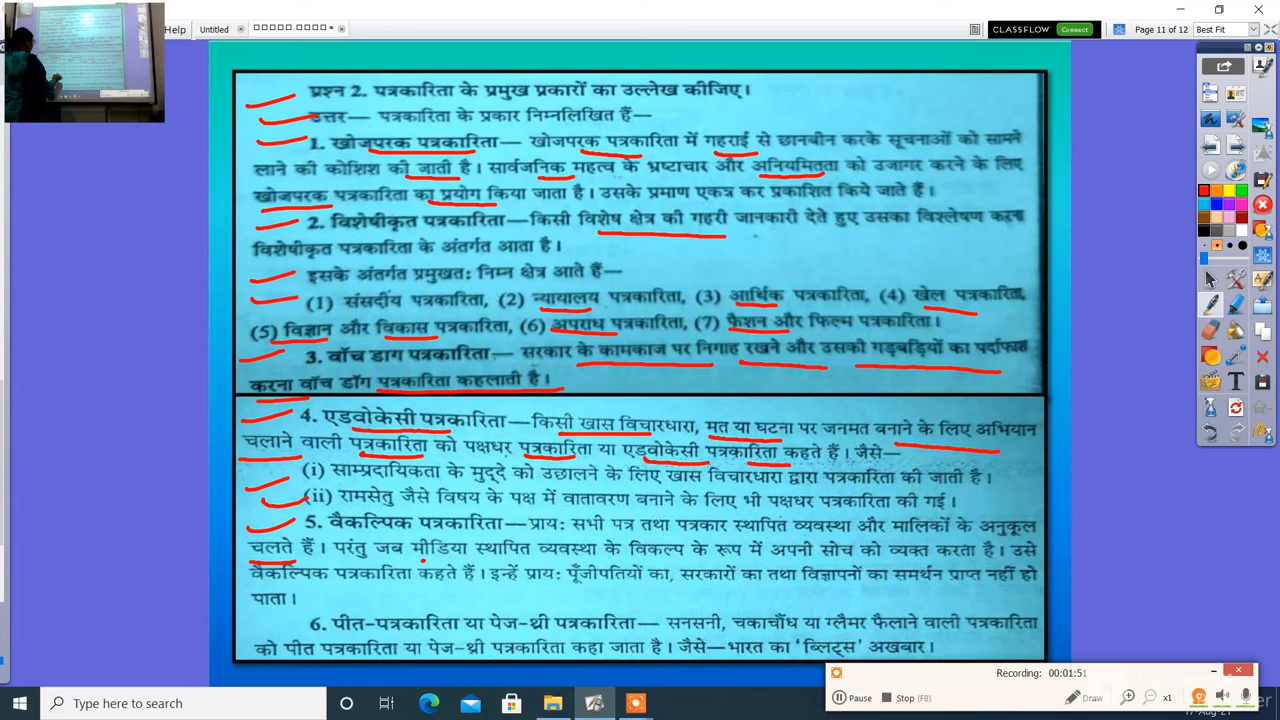 Help
Untitled
CLASSFLOW Connect
Page 11 of 12
Best Fit
प्रश्न 2. पत्रकारिता के प्रमुख प्रकारों का उल्लेख कीजिए।
उत्तर— पत्रकारिता के प्रकार निम्नलिखित हैं—
1. खोजपरक पत्रकारिता— खोजपरक पत्रकारिता में गहराई से छानबीन करके सूचनाओं को सामने
लाने की कोशिश की जाती है। सार्वजनिक महत्व के भ्रष्टाचार और अनियमितता को उजागर करने के लिए
खोजपरक पत्रकारिता का प्रयोग किया जाता है। उसके प्रमाण एकत्र कर प्रकाशित किये जाते हैं।
2. विशेषीकृत पत्रकारिता—किसी विशेष क्षेत्र की गहरी जानकारी देते हुए उसका विश्लेषण करना
विशेषीकृत पत्रकारिता के अंतर्गत आता है।
इसके अंतर्गत प्रमुखत: निम्न क्षेत्र आते हैं—
(1) संसदीय पत्रकारिता, (2) न्यायालय पत्रकारिता, (3) आर्थिक पत्रकारिता, (4) खेल पत्रकारिता,
(5) विज्ञान और विकास पत्रकारिता, (6) अपराध पत्रकारिता, (7) फैशन और फिल्म पत्रकारिता।
3. वॉच डाग पत्रकारिता— सरकार के कामकाज पर निगाह रखने और उसकी गड़बड़ियों का पर्दाफाश
करना वॉच डॉग पत्रकारिता कहलाती है।
4. एडवोकेसी पत्रकारिता—किसी खास विचारधारा, मत या घटना पर जनमत बनाने के लिए अभियान
चलाने वाली पत्रकारिता को पक्षधर पत्रकारिता या एडवोकेसी पत्रकारिता कहते हैं। जैसे—
(i) साम्प्रदायिकता के मुद्दे को उछालने के लिए खास विचारधारा द्वारा पत्रकारिता की जाती है।
(ii) रामसेतु जैसे विषय के पक्ष में वातावरण बनाने के लिए भी पक्षधर पत्रकारिता की गई।
5. वैकल्पिक पत्रकारिता—प्राय: सभी पत्र तथा पत्रकार स्थापित व्यवस्था और मालिकों के अनुकूल
चलते हैं। परंतु जब मीडिया स्थापित व्यवस्था के विकल्प के रूप में अपनी सोच को व्यक्त करता है। उसे
वैकल्पिक पत्रकारिता कहते हैं। इन्हें प्राय: पूँजीपतियों का, सरकारों का तथा विज्ञापनों का समर्थन प्राप्त नहीं हो
पाता।
6. पीत-पत्रकारिता या पेज-थ्री पत्रकारिता— सनसनी, चकाचौंध या ग्लैमर फैलाने वाली पत्रकारिता
को पीत पत्रकारिता या पेज-थ्री पत्रकारिता कहा जाता है। जैसे—भारत का 'ब्लिट्स' अखबार।
Recording: 00:01:51
Pause Stop (F8) Draw x1
Type here to search